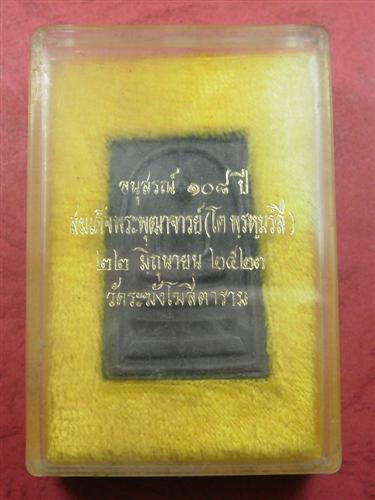 อนุสรณ์ ๑๐๘ ปี
สมเด็จพระพุฒาจารย์ (โต พฺรหฺมรํสี)
๒๒ มิถุนายน ๒๕๒๓
วัดระฆังโฆสิตาราม